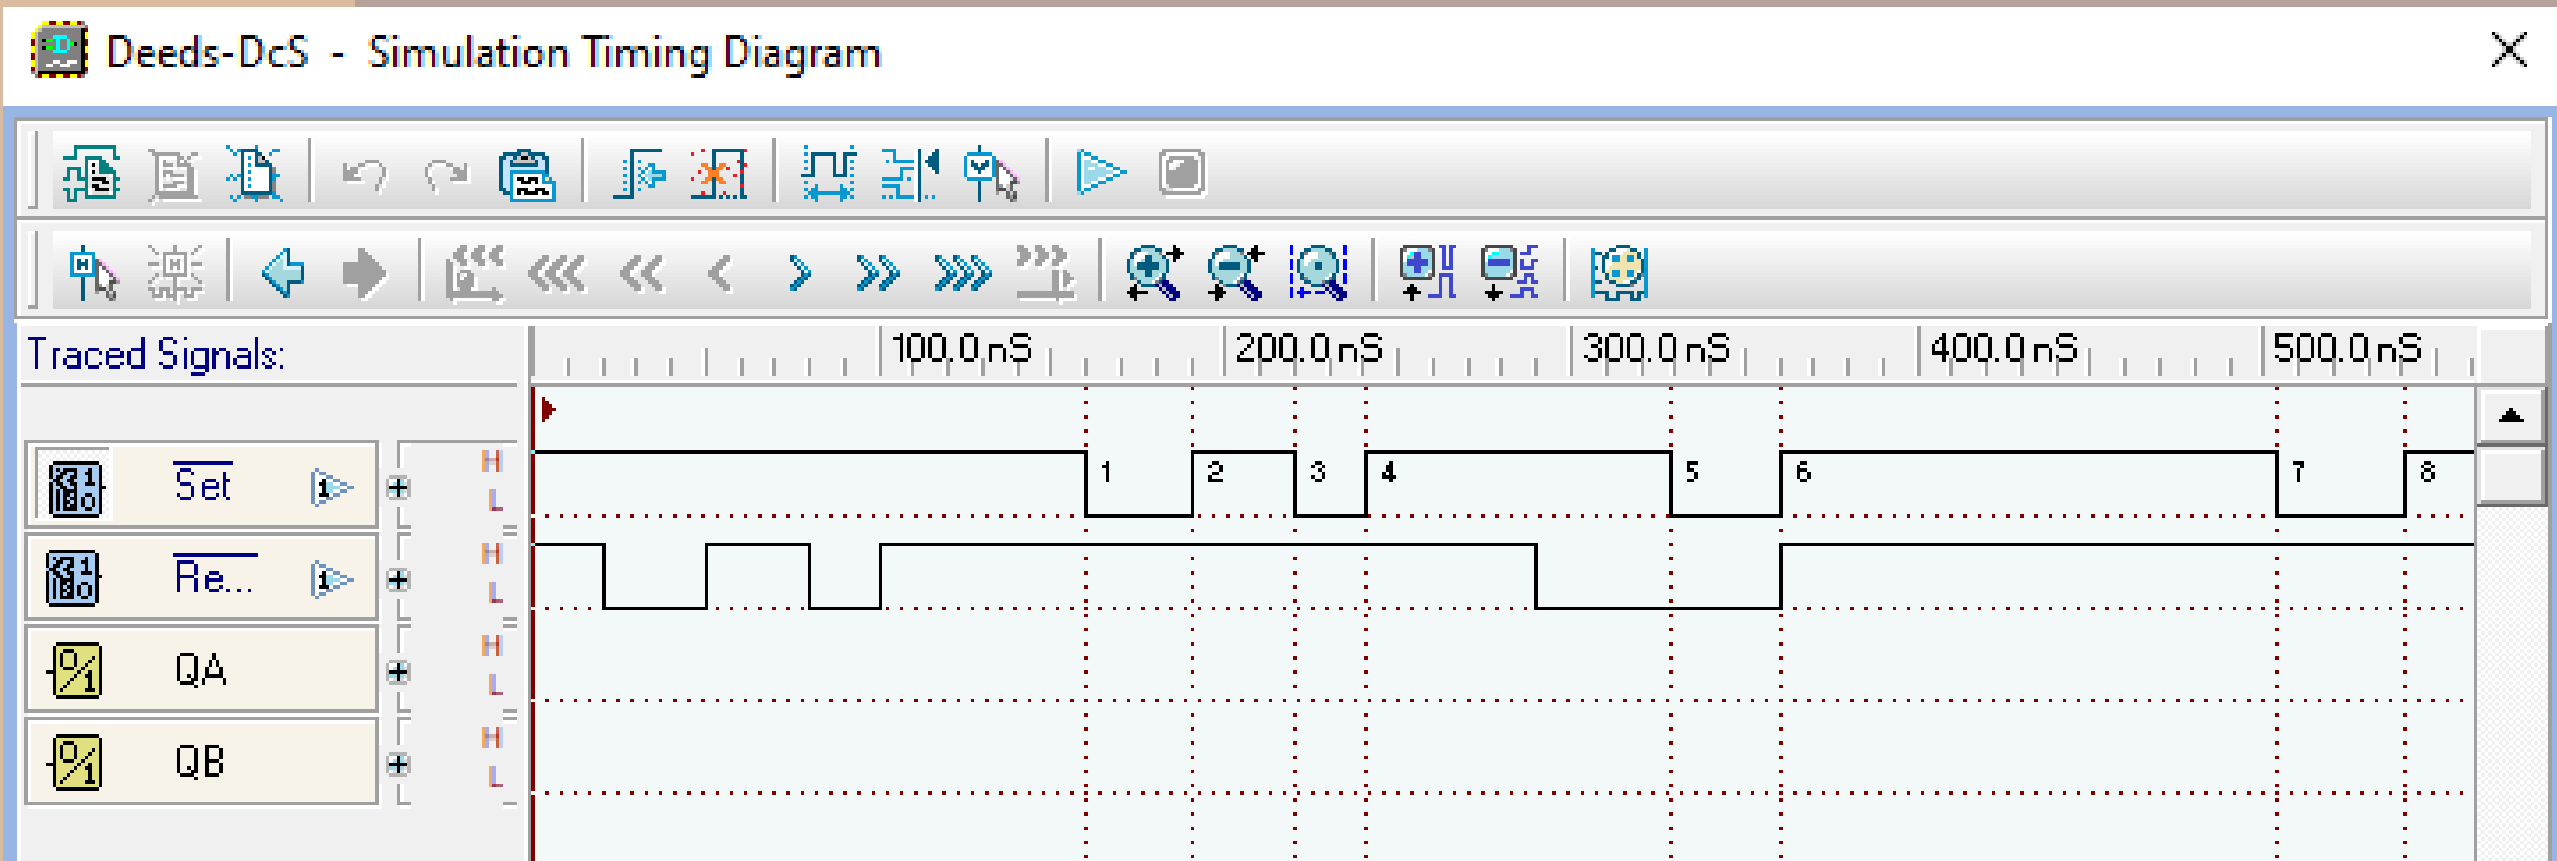 Deeds-DcS - Simulation Timing Diagram
Traced Signals:
100.0nS 200.0nS 300.0nS 400.0nS 500.0nS
Set H L 1 2 3 4 5 6 7 8
Re... H L
QA H L
QB H L